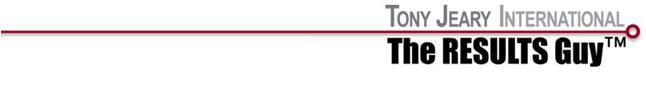 TONY JEARY INTERNATIONAL
The RESULTS Guy™